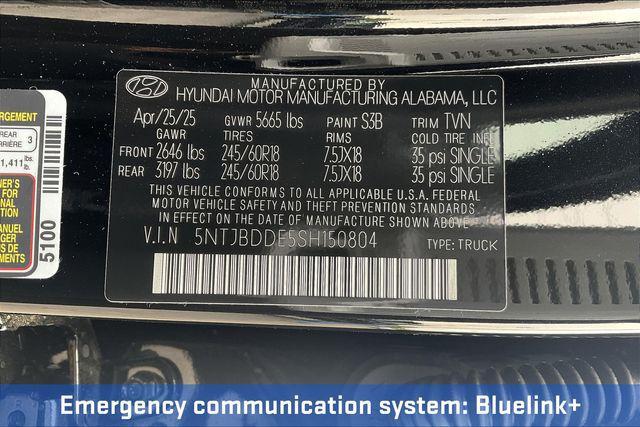 MANUFACTURED BY
HYUNDAI MOTOR MANUFACTURING ALABAMA, LLC
Apr/25/25 GVWR 5665 lbs PAINT S3B TRIM TVN
GAWR TIRES RIMS COLD TIRE INF.
FRONT 2646 lbs 245/60R18 7.5JX18 35 psi SINGLE
REAR 3197 lbs 245/60R18 7.5JX18 35 psi SINGLE
THIS VEHICLE CONFORMS TO ALL APPLICABLE U.S.A. FEDERAL
MOTOR VEHICLE SAFETY AND THEFT PREVENTION STANDARDS
IN EFFECT ON THE DATE OF MANUFACTURE SHOWN ABOVE.
V.I.N 5NTJBDDE5SH150804 TYPE: TRUCK
REAR 3
5100
Emergency communication system: Bluelink+